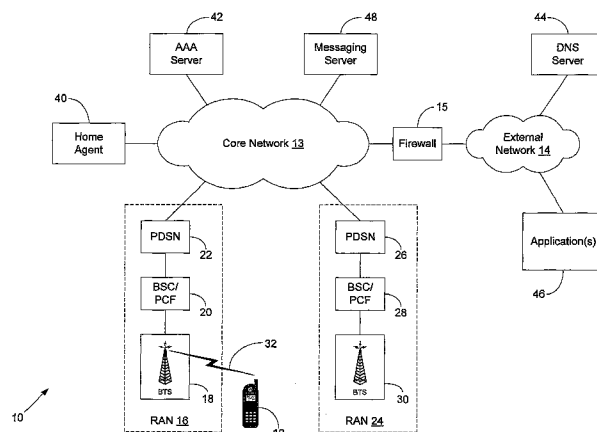 42
48
44
AAA
Server
Messaging
Server
DNS
Server
40
15
Home
Agent
Core Network 13
Firewall
External
Network 14
PDSN
22
PDSN
26
Application(s)
46
BSC/
PCF
20
BSC/
PCF
28
32
BTS
18
BTS
30
10
RAN 16
RAN 24